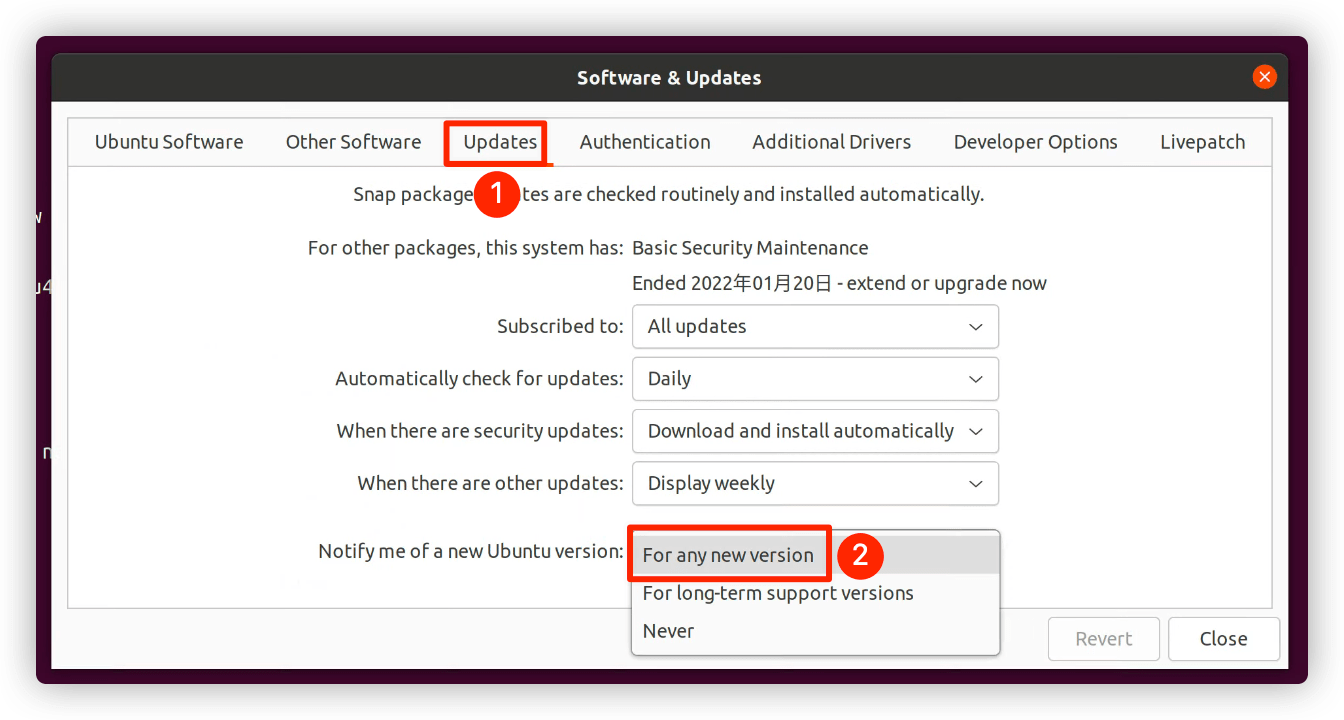 Software & Updates
Ubuntu Software Other Software Updates Authentication Additional Drivers Developer Options Livepatch
1
Snap package tes are checked routinely and installed automatically.
For other packages, this system has: Basic Security Maintenance
Ended 2022年01月20日 - extend or upgrade now
Subscribed to: All updates
Automatically check for updates: Daily
When there are security updates: Download and install automatically
When there are other updates: Display weekly
Notify me of a new Ubuntu version: For any new version 2
For long-term support versions
Never
Revert Close